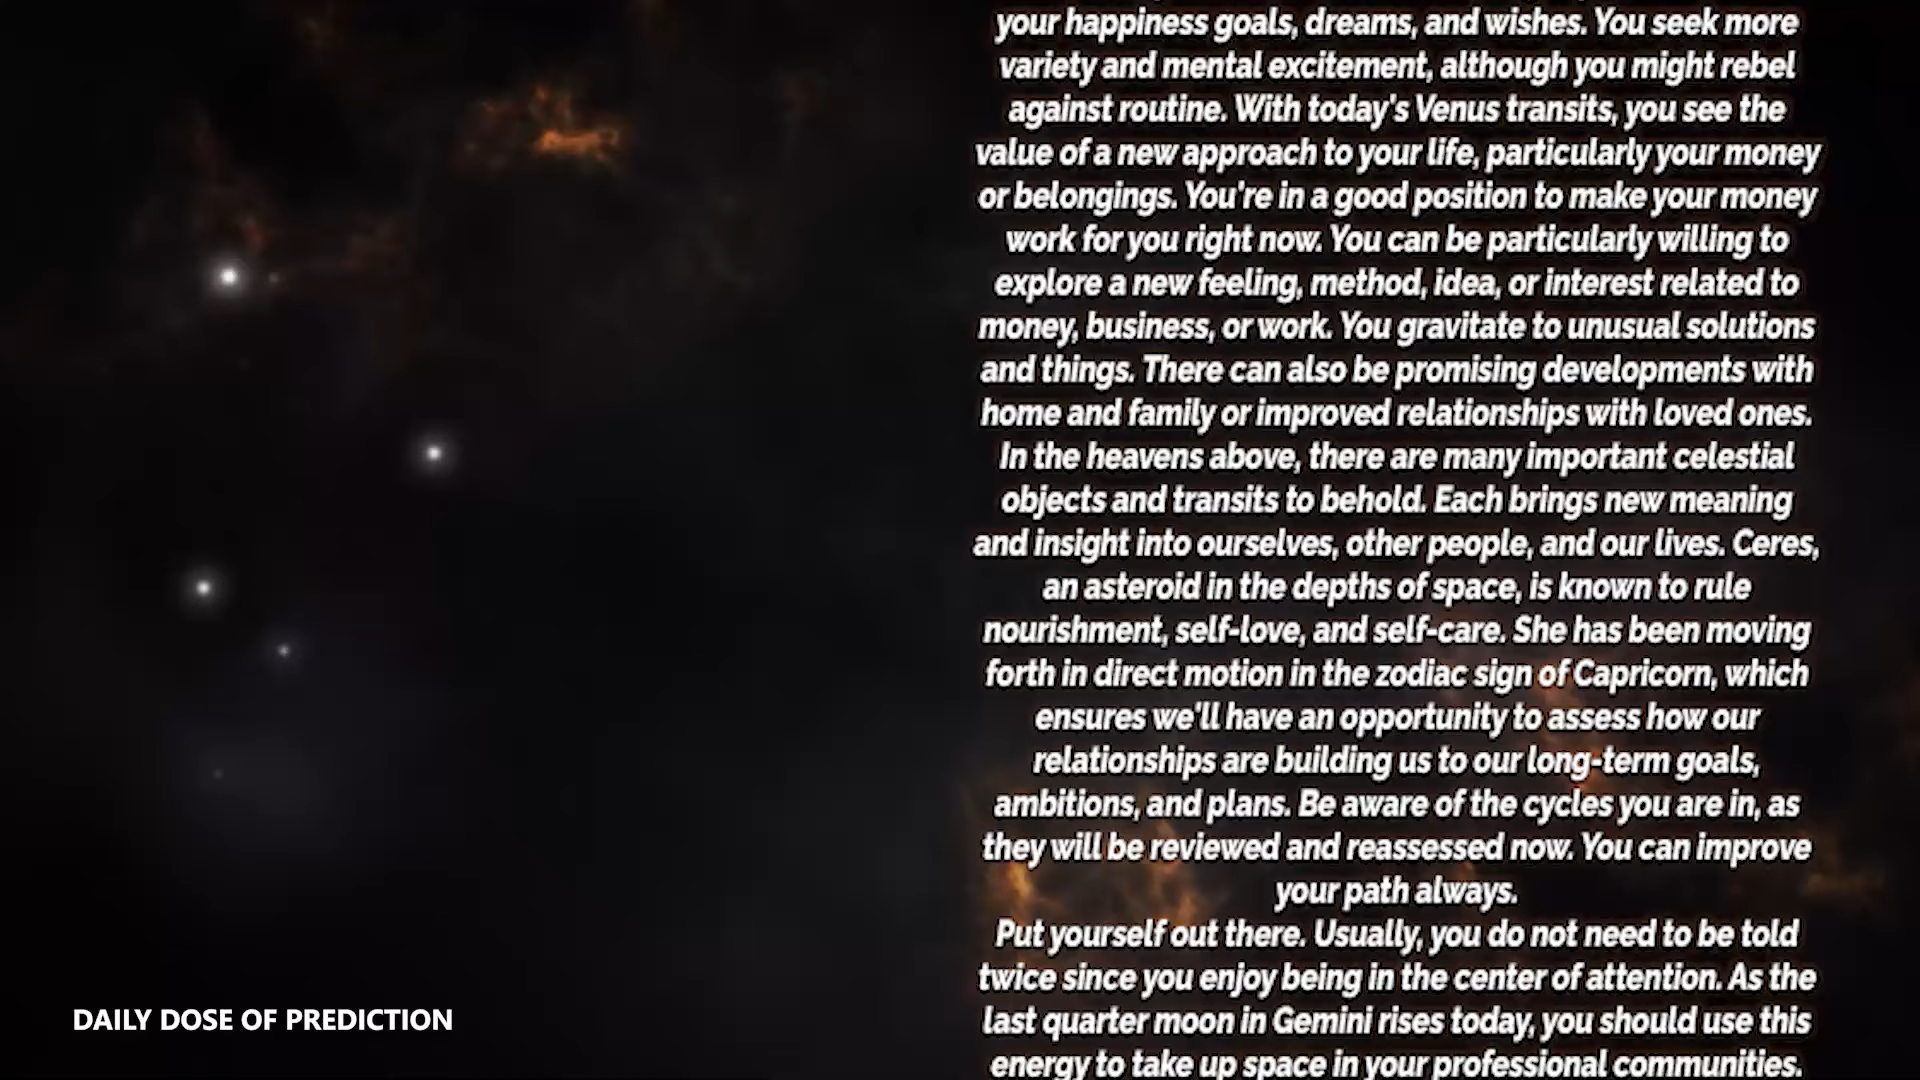 your happiness goals, dreams, and wishes. You seek more
variety and mental excitement, although you might rebel
against routine. With today's Venus transits, you see the
value of a new approach to your life, particularly your money
or belongings. You're in a good position to make your money
work for you right now. You can be particularly willing to
explore a new feeling, method, idea, or interest related to
money, business, or work. You gravitate to unusual solutions
and things. There can also be promising developments with
home and family or improved relationships with loved ones.
In the heavens above, there are many important celestial
objects and transits to behold. Each brings new meaning
and insight into ourselves, other people, and our lives. Ceres,
an asteroid in the depths of space, is known to rule
nourishment, self-love, and self-care. She has been moving
forth in direct motion in the zodiac sign of Capricorn, which
ensures we'll have an opportunity to assess how our
relationships are building us to our long-term goals,
ambitions, and plans. Be aware of the cycles you are in, as
they will be reviewed and reassessed now. You can improve
your path always.
Put yourself out there. Usually, you do not need to be told
twice since you enjoy being in the center of attention. As the
last quarter moon in Gemini rises today, you should use this
energy to take up space in your professional communities.
DAILY DOSE OF PREDICTION